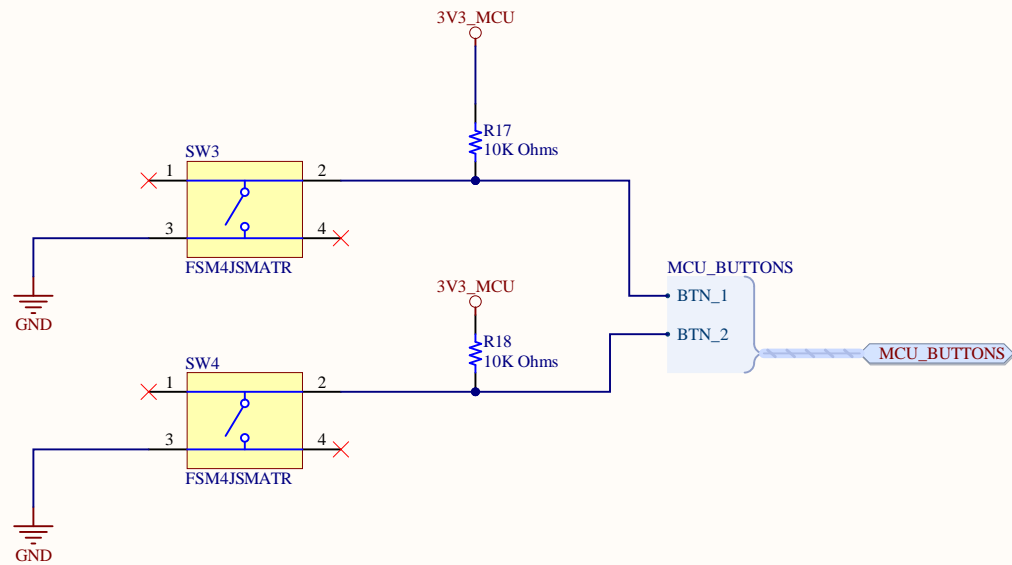 3V3_MCU
R17
10K Ohms
SW3
1
2
3
4
FSM4JSMATR
GND
3V3_MCU
R18
10K Ohms
MCU_BUTTONS
BTN_1
BTN_2
MCU_BUTTONS
SW4
1
2
3
4
FSM4JSMATR
GND